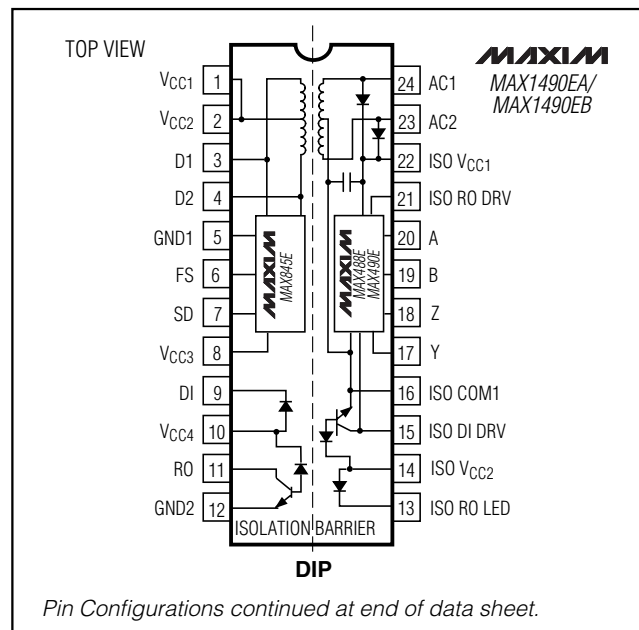 TOP VIEW
MAXIM
MAX1490EA/
MAX1490EB
VCC1 1
VCC2 2
D1 3
D2 4
GND1 5
FS 6
SD 7
VCC3 8
DI 9
VCC4 10
RO 11
GND2 12
24 AC1
23 AC2
22 ISO VCC1
21 ISO RO DRV
20 A
19 B
18 Z
17 Y
16 ISO COM1
15 ISO DI DRV
14 ISO VCC2
13 ISO RO LED
MAXIM
MAX845E
MAXIM
MAX488E
MAX490E
ISOLATION BARRIER
DIP
Pin Configurations continued at end of data sheet.